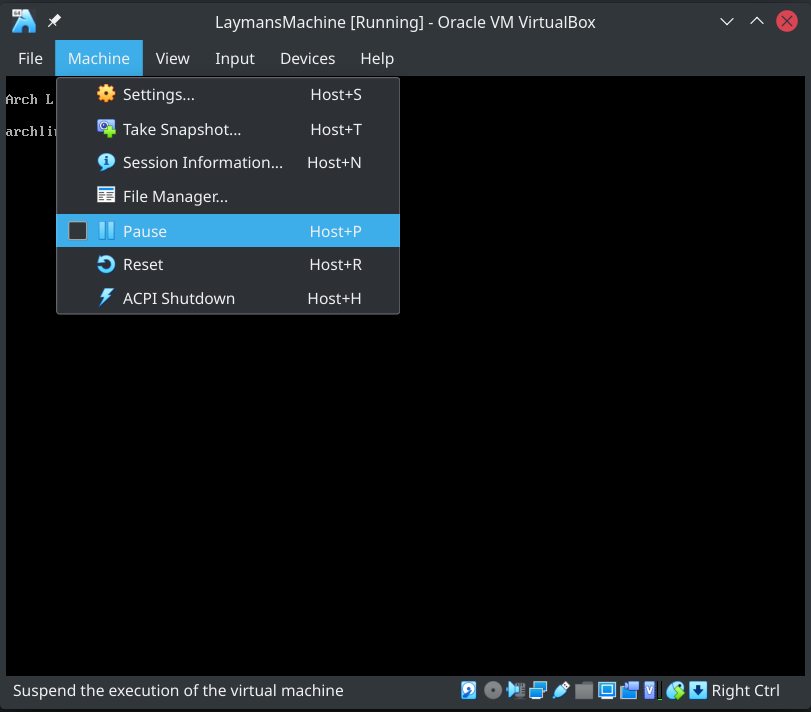 LaymansMachine [Running] - Oracle VM VirtualBox
File Machine View Input Devices Help
Arch L
Settings... Host+S
Take Snapshot... Host+T
archli
Session Information... Host+N
File Manager...
Pause Host+P
Reset Host+R
ACPI Shutdown Host+H
Suspend the execution of the virtual machine
Right Ctrl